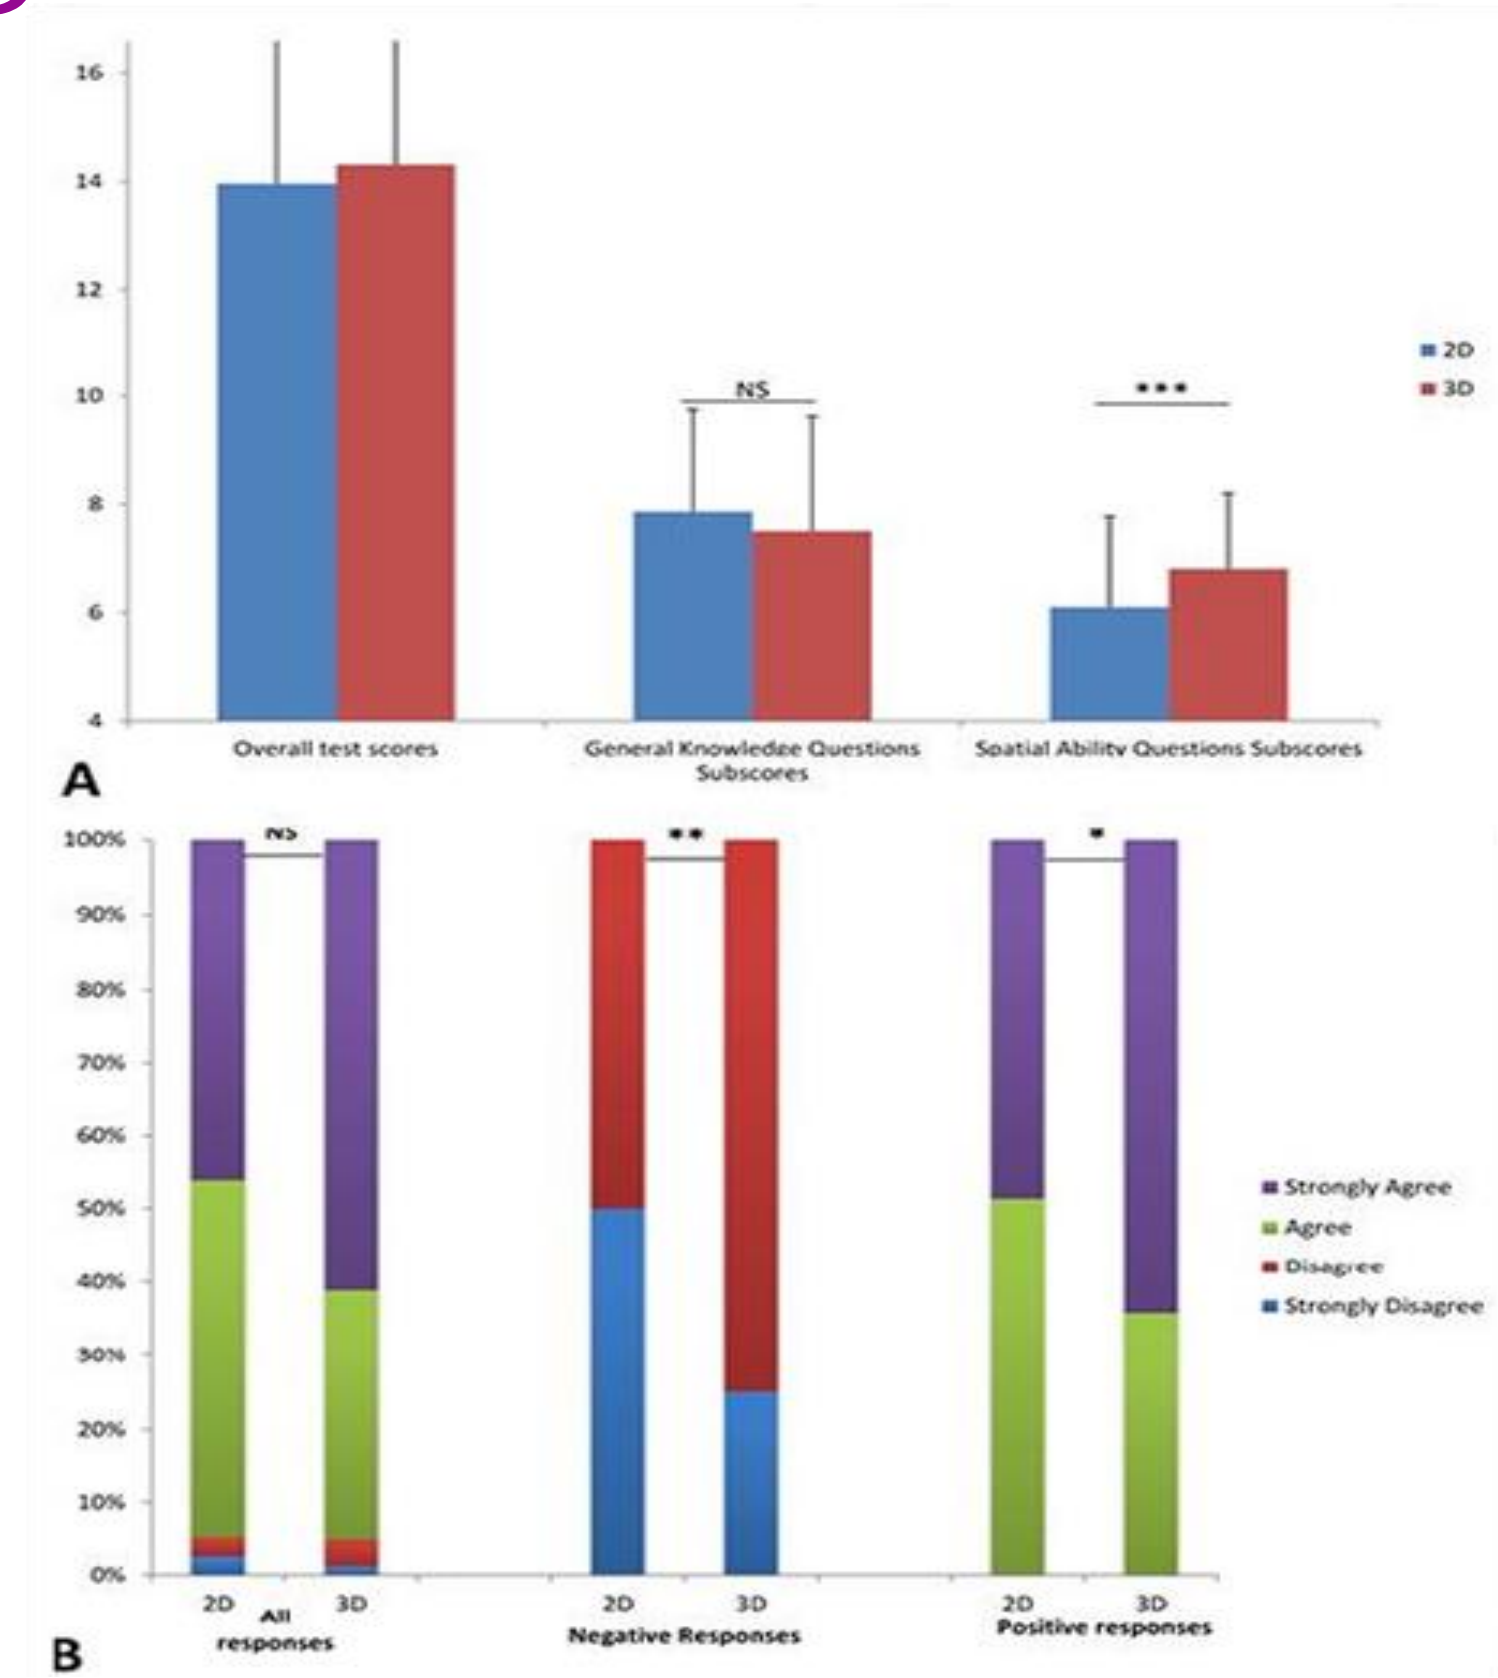 16
14
12
10
8
6
4
NS
***
2D
3D
Overall test scores
General Knowledge Questions
Subscores
Spatial Ability Questions Subscores
A
100%
90%
80%
70%
60%
50%
40%
30%
20%
10%
0%
NS
**
*
Strongly Agree
Agree
Disagree
Strongly Disagree
2D
3D
2D
3D
2D
3D
All
responses
Negative Responses
Positive responses
B